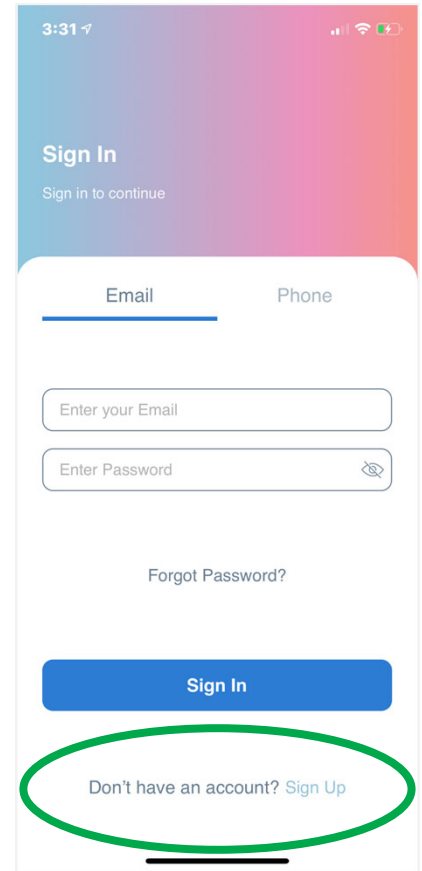 3:31
Sign In
Sign in to continue
Email Phone
Enter your Email
Enter Password
Forgot Password?
Sign In
Don't have an account? Sign Up